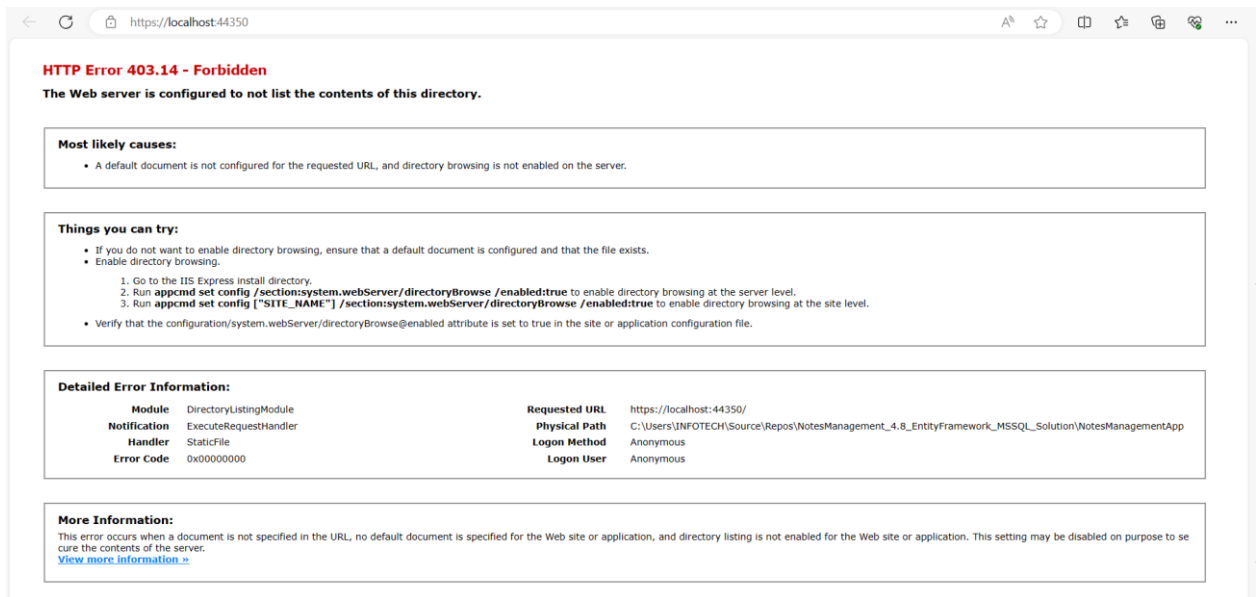 https://localhost:44350
HTTP Error 403.14 - Forbidden
The Web server is configured to not list the contents of this directory.
Most likely causes:
• A default document is not configured for the requested URL, and directory browsing is not enabled on the server.
Things you can try:
• If you do not want to enable directory browsing, ensure that a default document is configured and that the file exists.
• Enable directory browsing.
1. Go to the IIS Express install directory.
2. Run appcmd set config /section:system.webServer/directoryBrowse /enabled:true to enable directory browsing at the server level.
3. Run appcmd set config ["SITE_NAME"] /section:system.webServer/directoryBrowse /enabled:true to enable directory browsing at the site level.
• Verify that the configuration/system.webServer/directoryBrowse@enabled attribute is set to true in the site or application configuration file.
Detailed Error Information:
Module DirectoryListingModule
Notification ExecuteRequestHandler
Handler StaticFile
Error Code 0x00000000
Requested URL https://localhost:44350/
Physical Path C:\Users\INFOTECH\Source\Repos\NotesManagement_4.8_EntityFramework_MSSQL_Solution\NotesManagementApp
Logon Method Anonymous
Logon User Anonymous
More Information:
This error occurs when a document is not specified in the URL, no default document is specified for the Web site or application, and directory listing is not enabled for the Web site or application. This setting may be disabled on purpose to se
cure the contents of the server.
View more information »